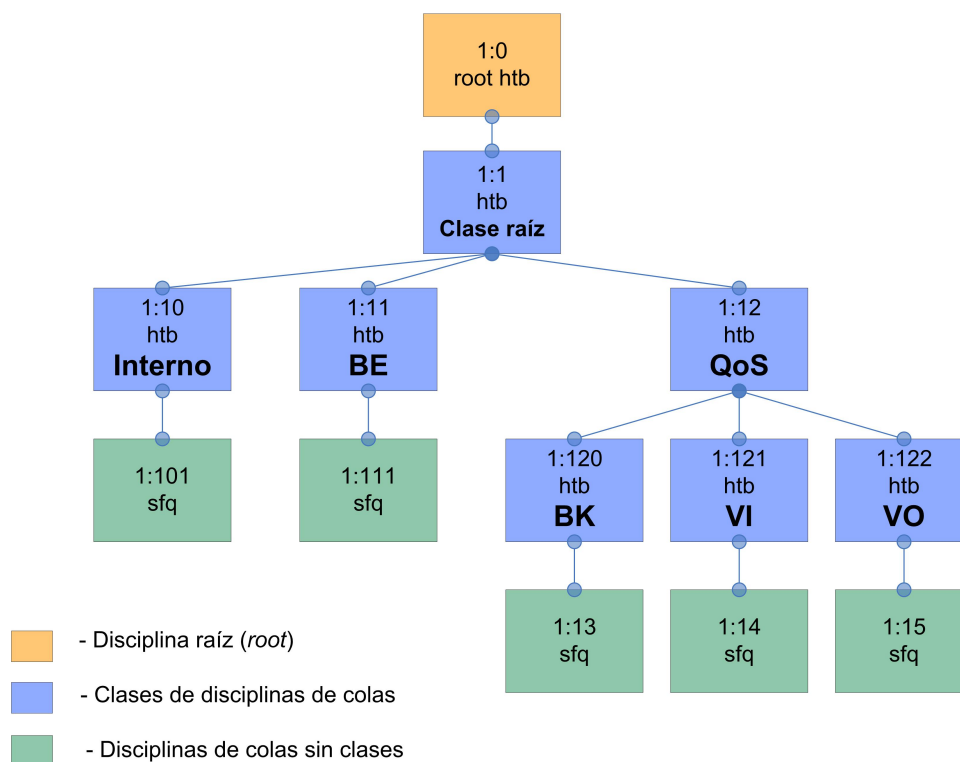 1:0
root htb
1:1
htb
Clase raíz
1:10
htb
Interno
1:11
htb
BE
1:12
htb
QoS
1:101
sfq
1:111
sfq
1:120
htb
BK
1:121
htb
VI
1:122
htb
VO
1:13
sfq
1:14
sfq
1:15
sfq
- Disciplina raíz (root)
- Clases de disciplinas de colas
- Disciplinas de colas sin clases